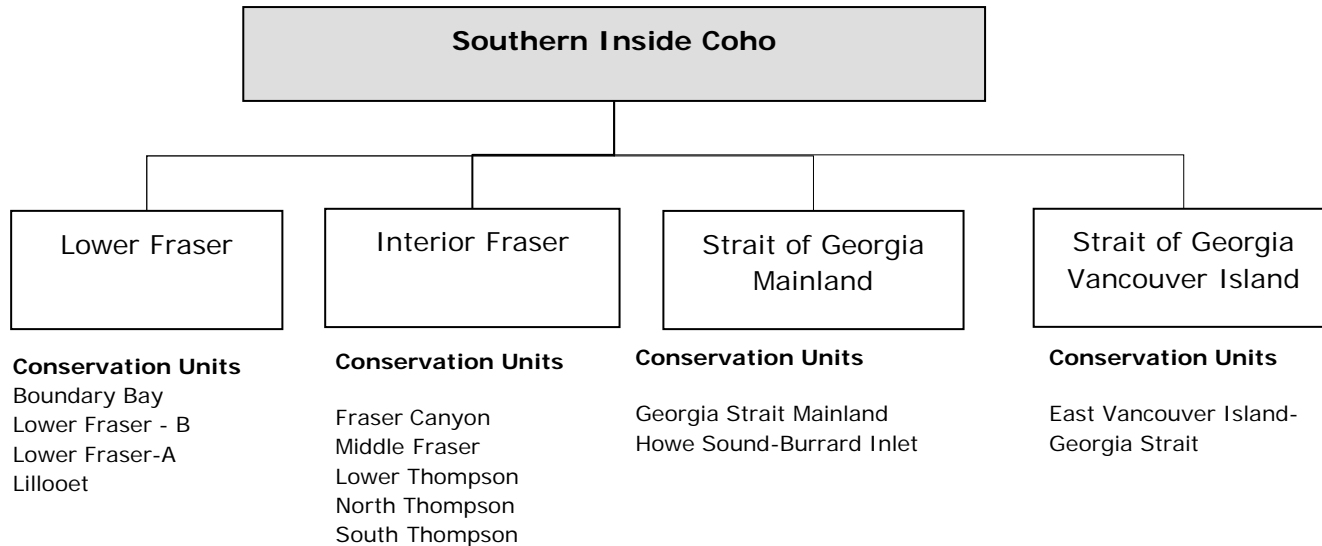 Southern Inside Coho
Lower Fraser
Conservation Units
Boundary Bay
Lower Fraser - B
Lower Fraser-A
Lillooet
Interior Fraser
Conservation Units
Fraser Canyon
Middle Fraser
Lower Thompson
North Thompson
South Thompson
Strait of Georgia
Mainland
Conservation Units
Georgia Strait Mainland
Howe Sound-Burrard Inlet
Strait of Georgia
Vancouver Island
Conservation Units
East Vancouver Island-
Georgia Strait